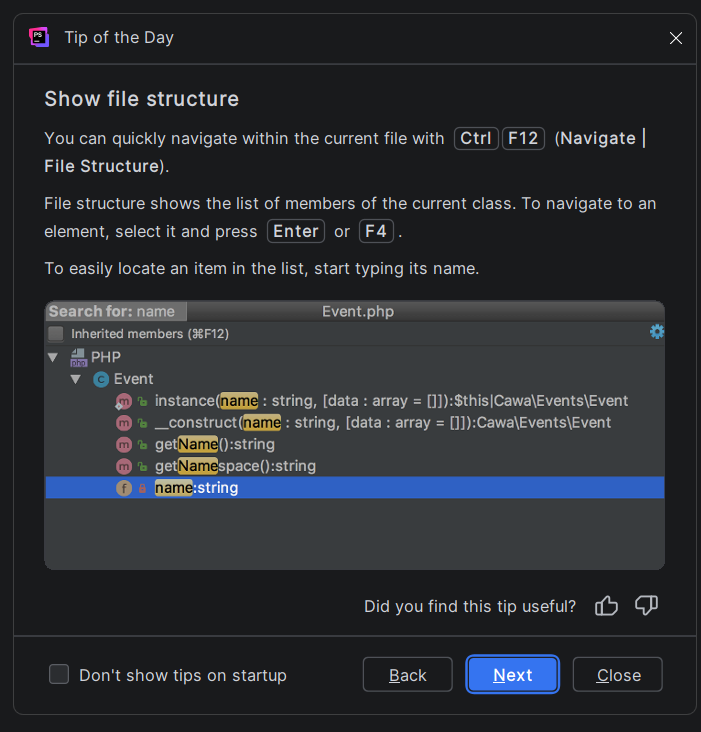 PS
Tip of the Day
Show file structure
You can quickly navigate within the current file with Ctrl F12 (Navigate |
File Structure).
File structure shows the list of members of the current class. To navigate to an
element, select it and press Enter or F4 .
To easily locate an item in the list, start typing its name.
Search for: name Event.php
Inherited members (⌘F12)
php PHP
C Event
m instance(name : string, [data : array = []]):$this|Cawa\Events\Event
m __construct(name : string, [data : array = []]):Cawa\Events\Event
m getName():string
m getNamespace():string
f name:string
Did you find this tip useful?
Don't show tips on startup Back Next Close